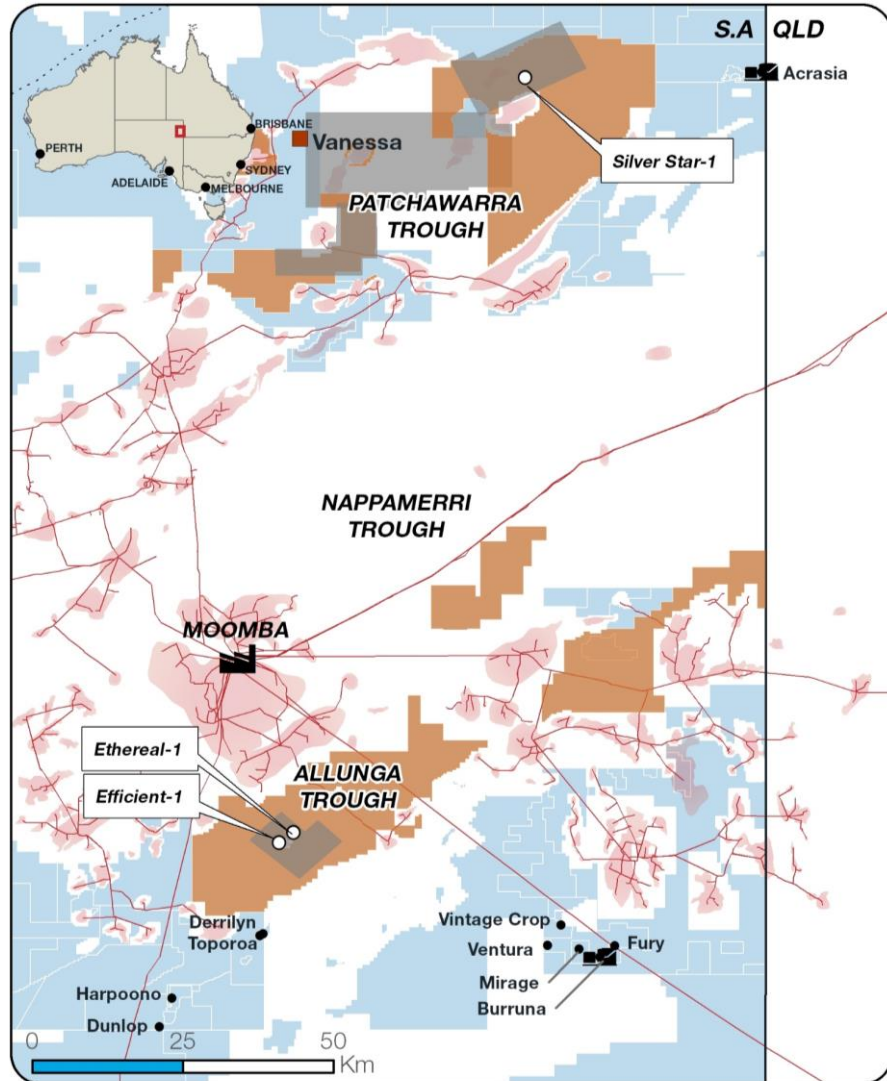 S.A QLD
Acrasia
BRISBANE
PERTH
SYDNEY
ADELAIDE
MELBOURNE
Vanessa
Silver Star-1
PATCHAWARRA
TROUGH
NAPPAMERRI
TROUGH
MOOMBA
Ethereal-1
Efficient-1
ALLUNGA
TROUGH
Derrilyn
Toporoa
Vintage Crop
Ventura
Fury
Mirage
Burruna
Harpoono
Dunlop
0 25 50
Km